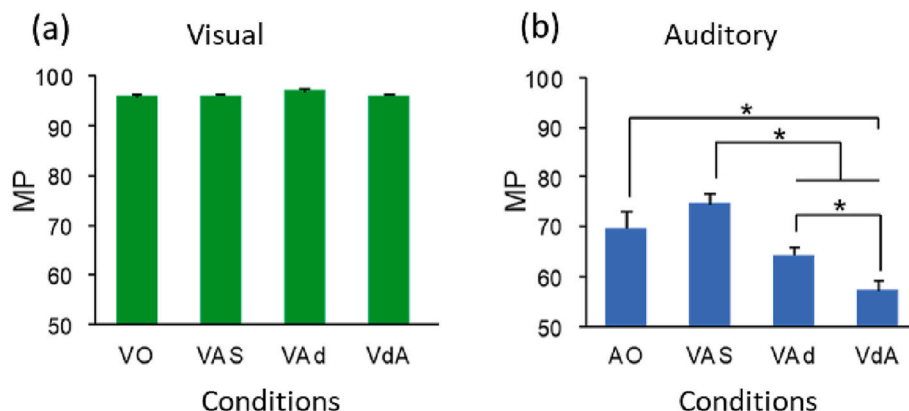 (a) Visual
MP
100
90
80
70
60
50
VO VAS VAd VdA
Conditions
(b) Auditory
MP
100
90
80
70
60
50
*
*
*
AO VAS VAd VdA
Conditions